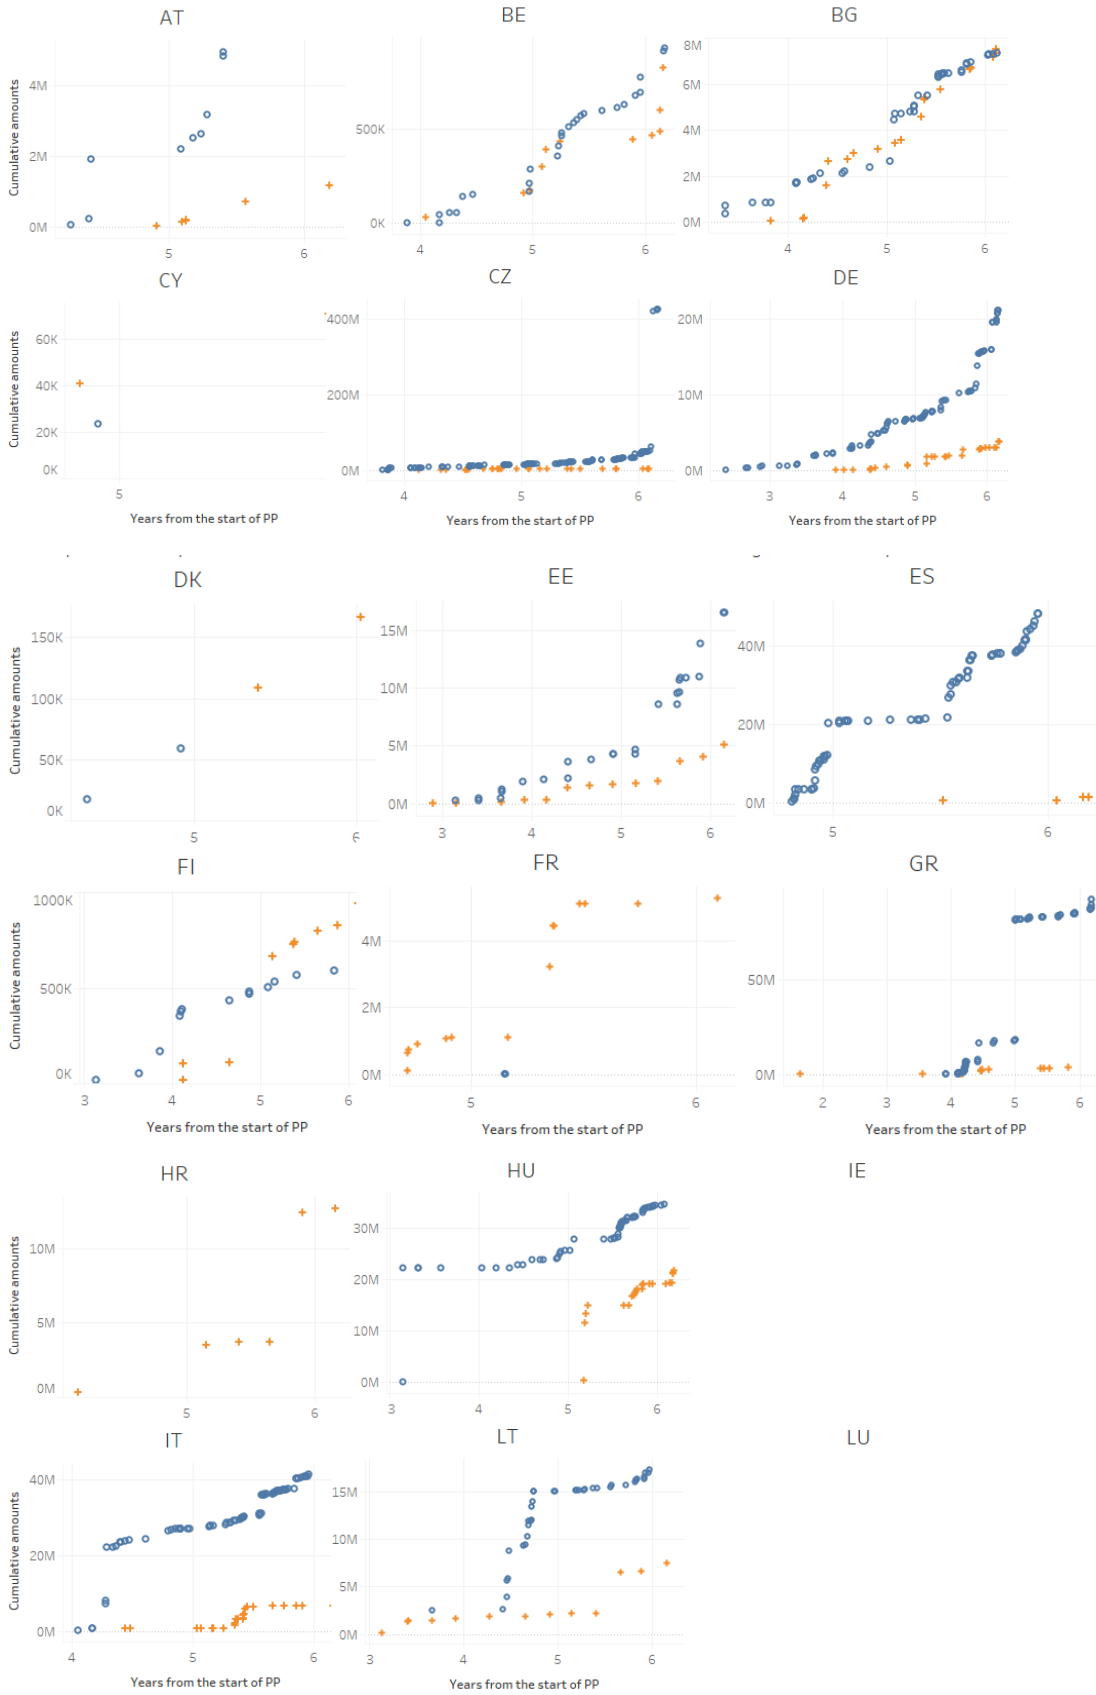 AT
BE
BG
Cumulative amounts
4M
2M
0M
5
500K
0K
4
5
6
8M
6M
4M
2M
0M
4
5
6
CY
CZ
DE
Cumulative amounts
60K
40K
20K
0K
5
Years from the start of PP
400M
200M
0M
4
5
6
Years from the start of PP
20M
10M
0M
3
4
5
6
Years from the start of PP
DK
EE
ES
Cumulative amounts
150K
100K
50K
0K
5
6
15M
10M
5M
0M
3
4
5
6
40M
20M
0M
5
6
FI
FR
GR
Cumulative amounts
1000K
500K
0K
3
4
5
6
Years from the start of PP
4M
2M
0M
5
6
Years from the start of PP
50M
0M
2
3
4
5
6
Years from the start of PP
HR
HU
IE
Cumulative amounts
10M
5M
0M
5
6
30M
20M
10M
0M
3
4
5
6
IT
LT
LU
Cumulative amounts
40M
20M
0M
4
5
6
Years from the start of PP
15M
10M
5M
0M
3
4
5
6
Years from the start of PP